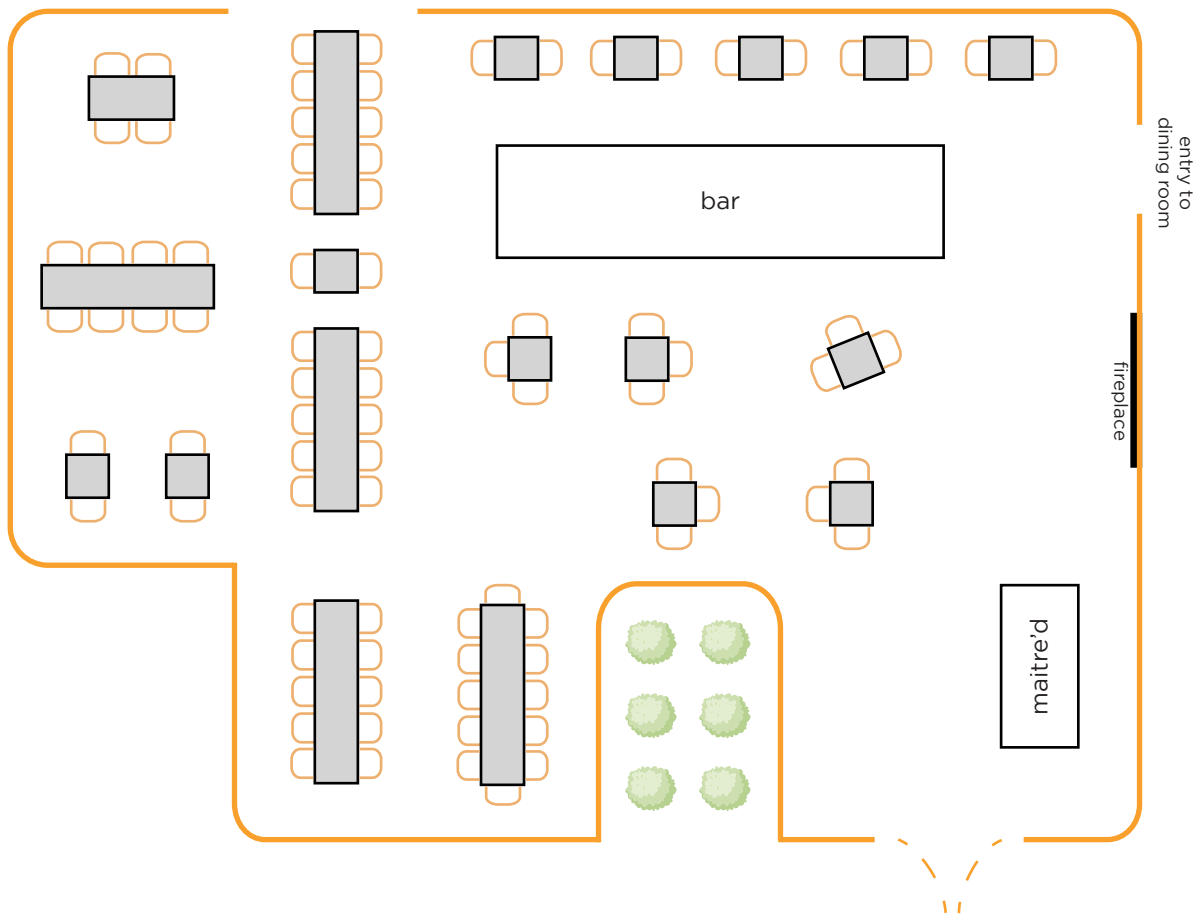 bar
entry to
dining room
fireplace
maitre’d